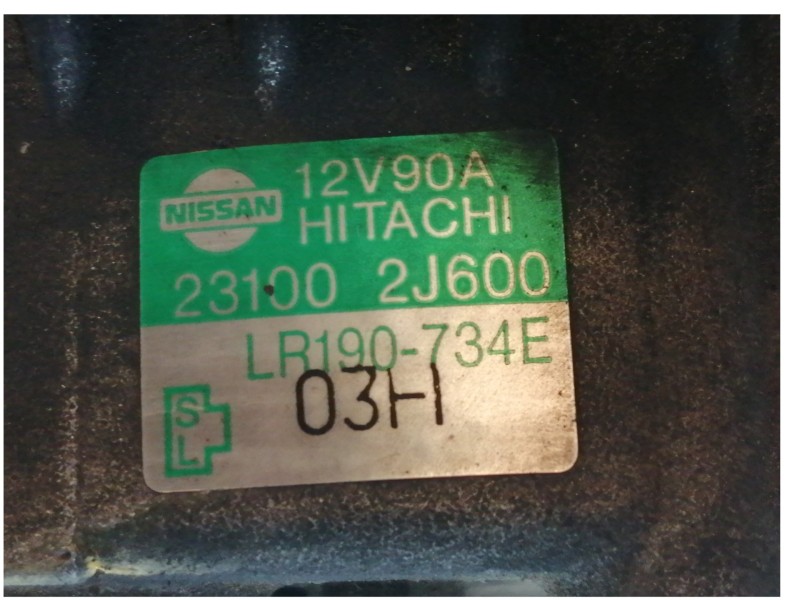 NISSAN
12V90A
HITACHI
23100 2J600
LR190-734E
03H
S
L